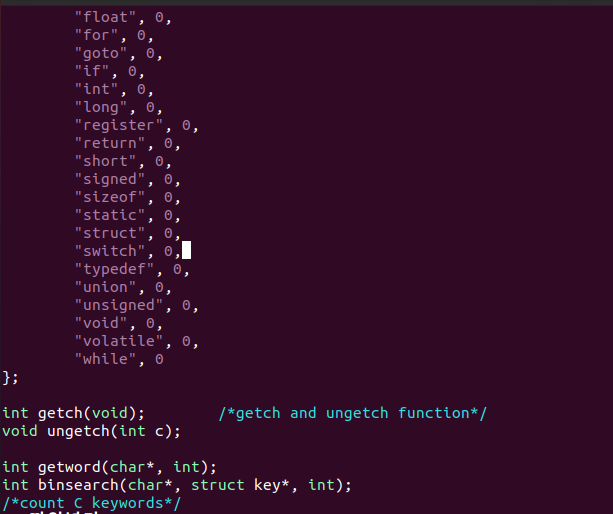 "float", 0,
"for", 0,
"goto", 0,
"if", 0,
"int", 0,
"long", 0,
"register", 0,
"return", 0,
"short", 0,
"signed", 0,
"sizeof", 0,
"static", 0,
"struct", 0,
"switch", 0,
"typedef", 0,
"union", 0,
"unsigned", 0,
"void", 0,
"volatile", 0,
"while", 0
};
int getch(void); /*getch and ungetch function*/
void ungetch(int c);
int getword(char*, int);
int binsearch(char*, struct key*, int);
/*count C keywords*/